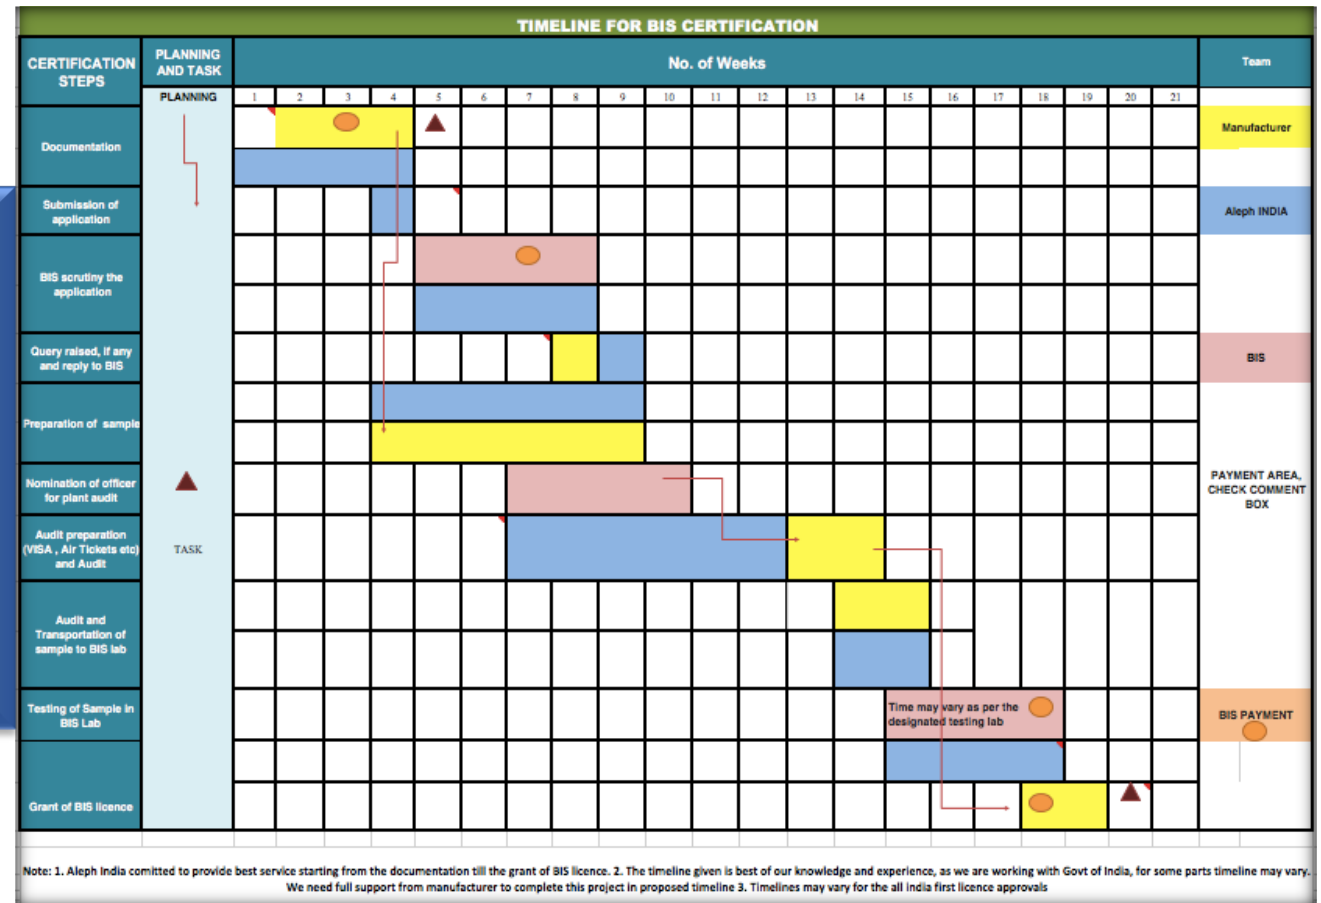 TIMELINE FOR BIS CERTIFICATION
CERTIFICATION
STEPS
PLANNING
AND TASK
No. of Weeks
Team
PLANNING
1 2 3 4 5 6 7 8 9 10 11 12 13 14 15 16 17 18 19 20 21
Documentation
Manufacturer
Submission of
application
Aleph INDIA
BIS scrutiny the
application
Query raised, if any
and reply to BIS
BIS
Preparation of sample
Nomination of officer
for plant audit
PAYMENT AREA,
CHECK COMMENT
BOX
Audit preparation
(VISA , Air Tickets etc)
and Audit
TASK
Audit and
Transportation of
sample to BIS lab
Testing of Sample in
BIS Lab
Time may vary as per the
designated testing lab
BIS PAYMENT
Grant of BIS licence
Note: 1. Aleph India comitted to provide best service starting from the documentation till the grant of BIS licence. 2. The timeline given is best of our knowledge and experience, as we are working with Govt of India, for some parts timeline may vary.
We need full support from manufacturer to complete this project in proposed timeline 3. Timelines may vary for the all india first licence approvals